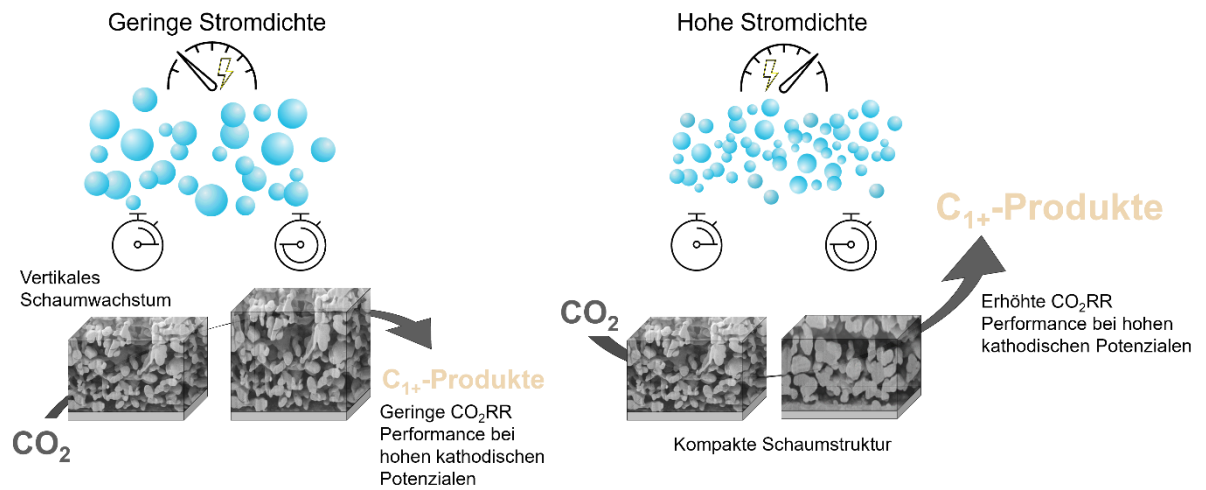 Geringe Stromdichte
Vertikales
Schaumwachstum
CO₂
C₁₊-Produkte
Geringe CO₂RR
Performance bei
hohen kathodischen
Potenzialen
Hohe Stromdichte
C₁₊-Produkte
CO₂
Erhöhte CO₂RR
Performance bei hohen
kathodischen Potenzialen
Kompakte Schaumstruktur